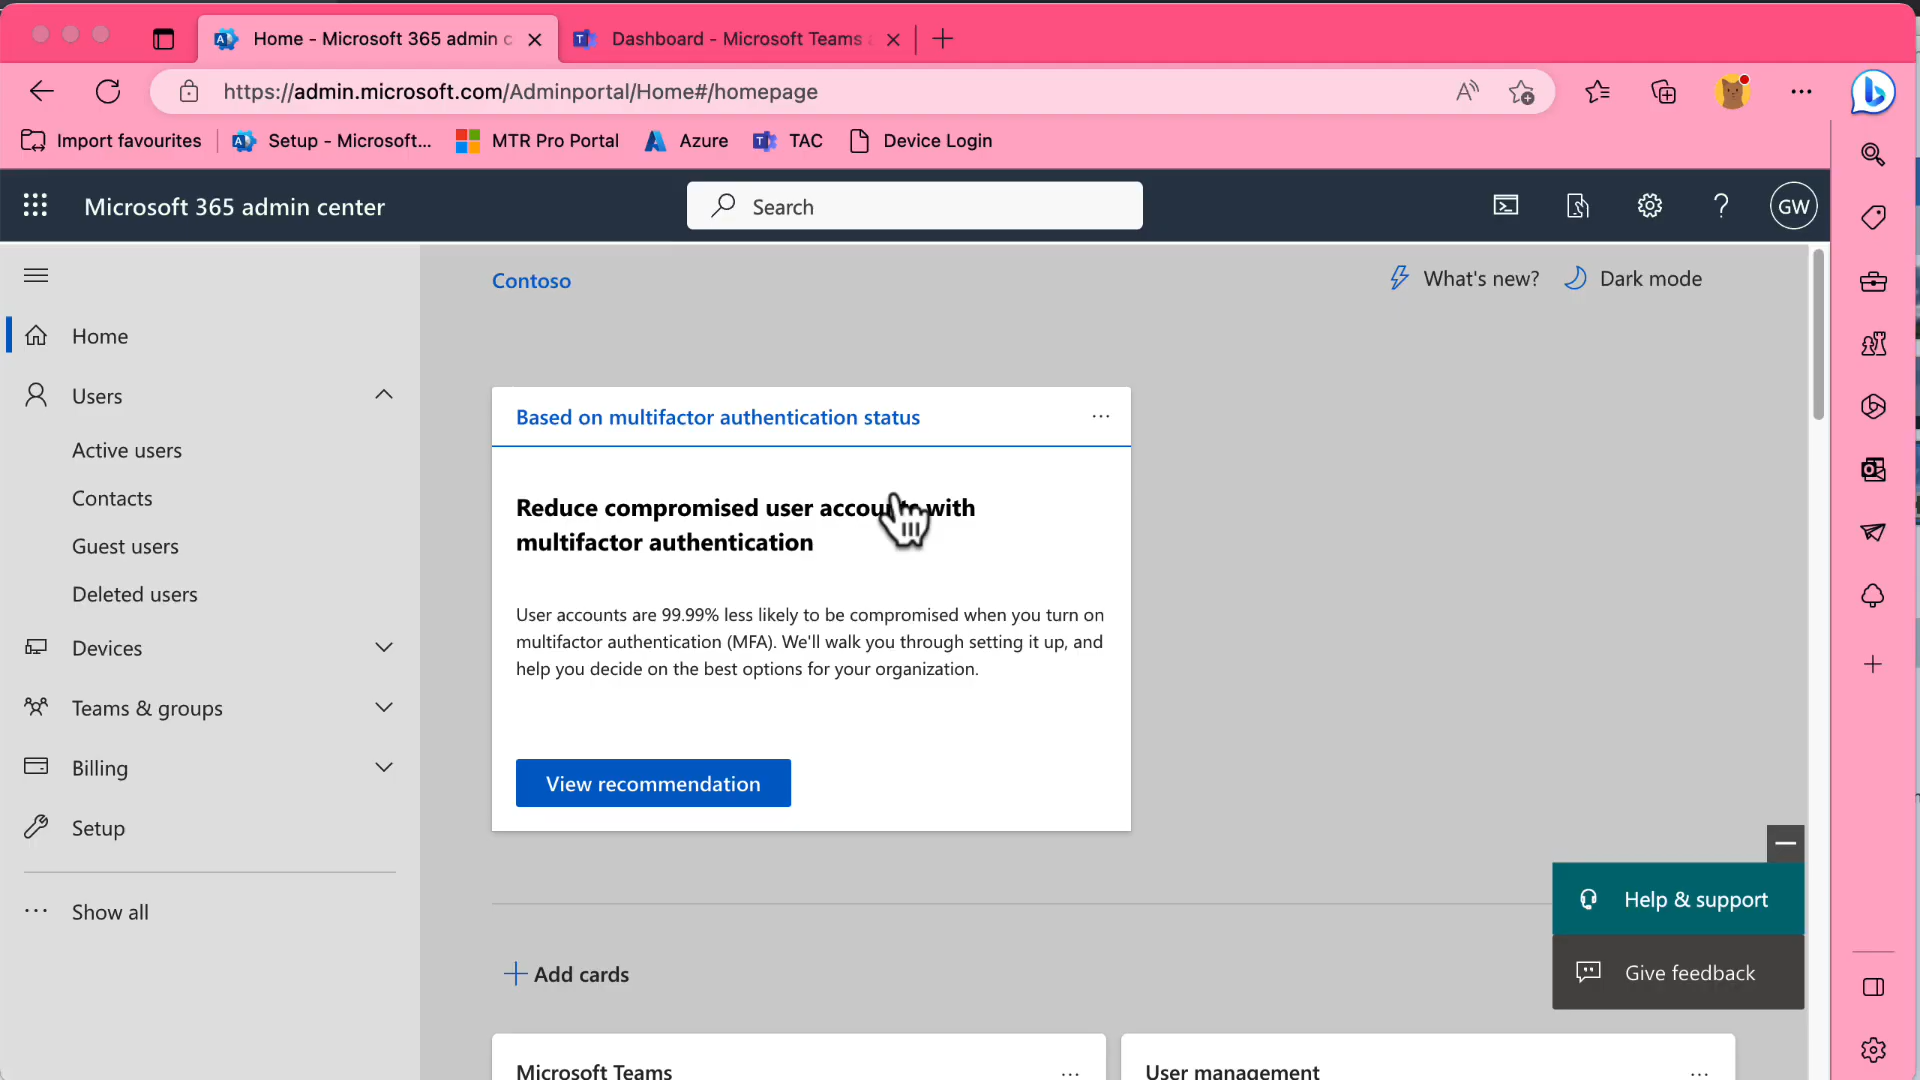 Home - Microsoft 365 admin c
Dashboard - Microsoft Teams a
https://admin.microsoft.com/Adminportal/Home#/homepage
Import favourites
Setup - Microsoft...
MTR Pro Portal
Azure
TAC
Device Login
Microsoft 365 admin center
Search
GW
Contoso
What's new?
Dark mode
Home
Users
Active users
Contacts
Guest users
Deleted users
Devices
Teams & groups
Billing
Setup
Show all
Based on multifactor authentication status
Reduce compromised user accounts with
multifactor authentication
User accounts are 99.99% less likely to be compromised when you turn on
multifactor authentication (MFA). We'll walk you through setting it up, and
help you decide on the best options for your organization.
View recommendation
Help & support
Give feedback
Add cards
Microsoft Teams
User management